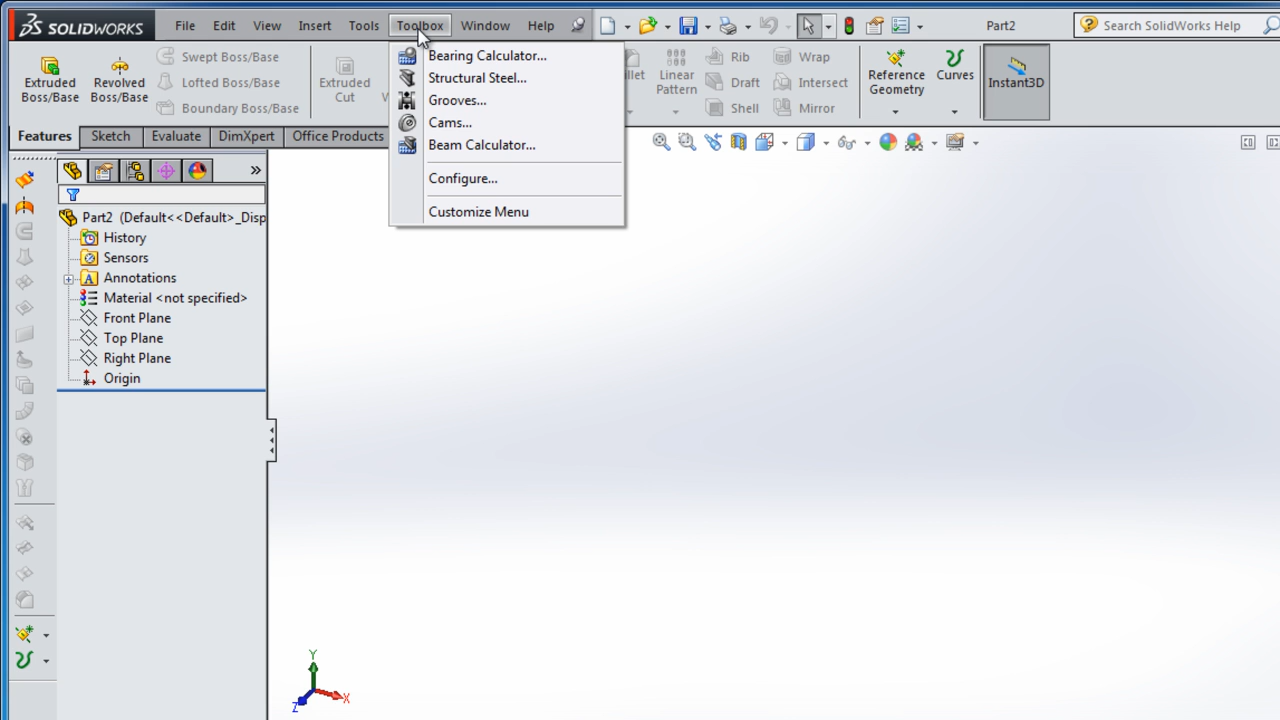 SOLIDWORKS
File Edit View Insert Tools Toolbox Window Help
Part2
Search SolidWorks Help
Extruded Boss/Base
Revolved Boss/Base
Swept Boss/Base
Lofted Boss/Base
Boundary Boss/Base
Extruded Cut
Linear Pattern
Rib
Draft
Shell
Wrap
Intersect
Mirror
Reference Geometry
Curves
Instant3D
Bearing Calculator...
Structural Steel...
Grooves...
Cams...
Beam Calculator...
Configure...
Customize Menu
Features Sketch Evaluate DimXpert Office Products
Part2 (Default<<Default>_Disp
History
Sensors
Annotations
Material <not specified>
Front Plane
Top Plane
Right Plane
Origin
Y
X
Z